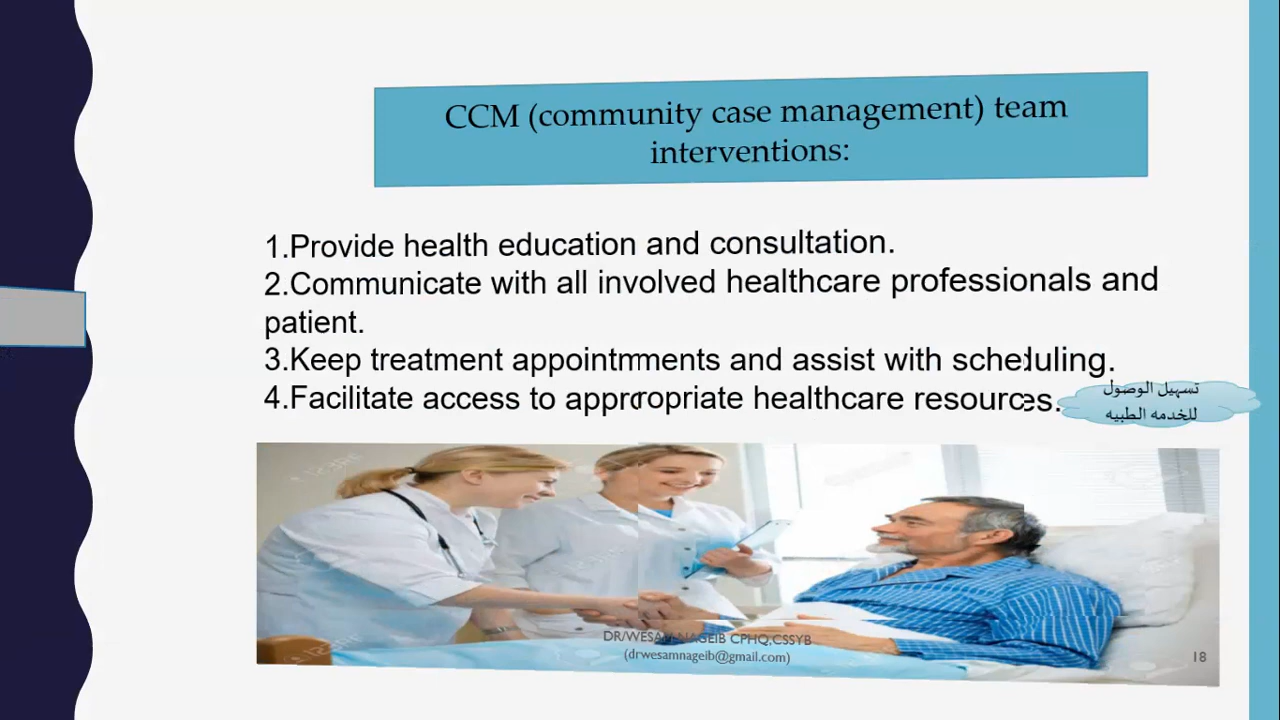 CCM (community case management) team
interventions:
1.Provide health education and consultation.
2.Communicate with all involved healthcare professionals and
patient.
3.Keep treatment appointmments and assist with scheduling.
4.Facilitate access to appropriate healthcare resources.
تسهيل الوصول
للخدمه الطبيه
DR/WESAM NAGEIB CPHQ,CSSYB
(drwesamnageib@gmail.com)
18